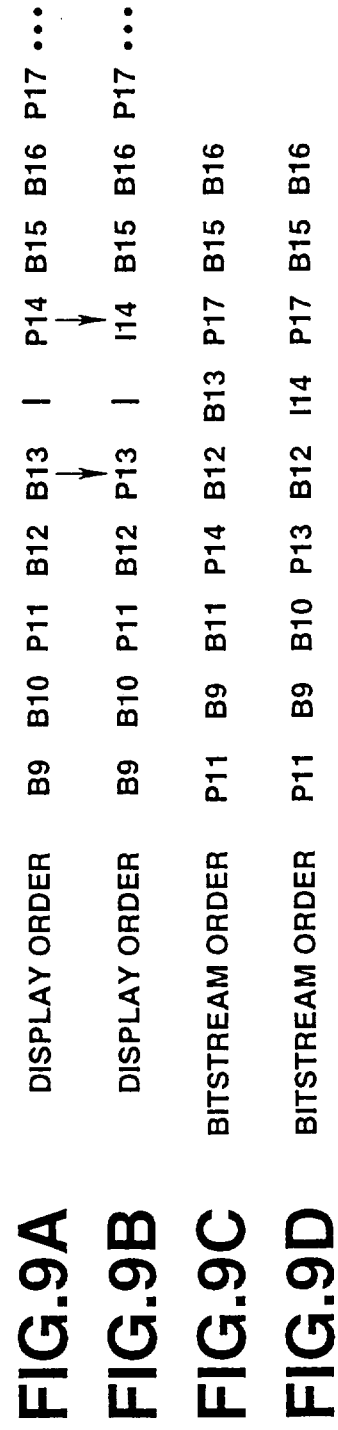 FIG.9A DISPLAY ORDER B9 B10 P11 B12 B13 | P14 B15 B16 P17 •••
FIG.9B DISPLAY ORDER B9 B10 P11 B12 P13 | I14 B15 B16 P17 •••
FIG.9C BITSTREAM ORDER P11 B9 B11 P14 B12 B13 P17 B15 B16
FIG.9D BITSTREAM ORDER P11 B9 B10 P13 B12 I14 P17 B15 B16